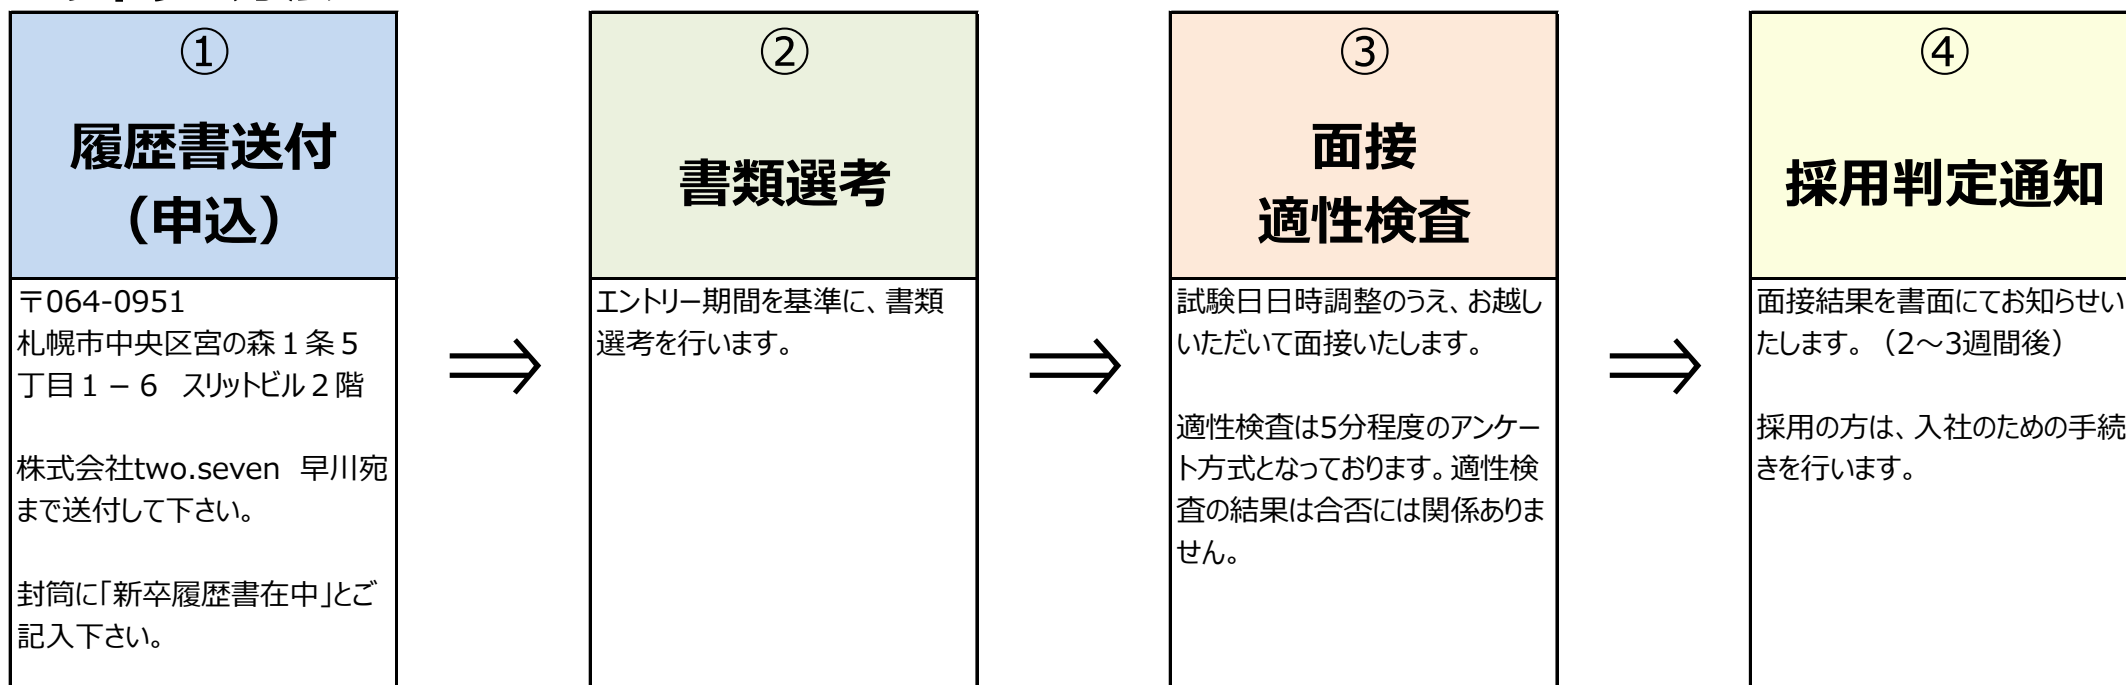 ①
履歴書送付
（申込）
〒064-0951
札幌市中央区宮の森１条５
丁目１－６ スリットビル２階
株式会社two.seven 早川宛
まで送付して下さい。
封筒に「新卒履歴書在中」とご
記入下さい。
⇒
②
書類選考
エントリー期間を基準に、書類
選考を行います。
⇒
③
面接
適性検査
試験日日時調整のうえ、お越し
いただいて面接いたします。
適性検査は5分程度のアンケー
ト方式となっております。適性検
査の結果は合否には関係ありま
せん。
⇒
④
採用判定通知
面接結果を書面にてお知らせい
たします。（2～3週間後）
採用の方は、入社のための手続
きを行います。